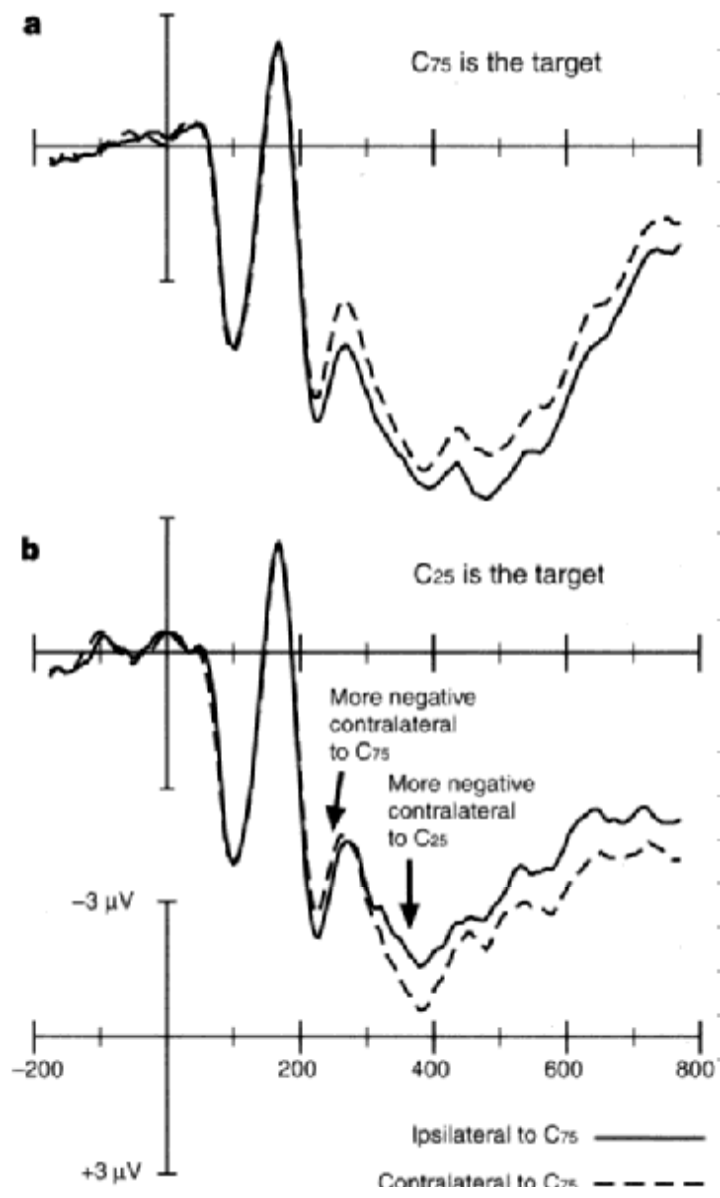 a
C75 is the target
b
C25 is the target
More negative
contralateral
to C75
More negative
contralateral
to C25
−3 μV
−200
200
400
600
800
Ipsilateral to C75
+3 μV
Contralateral to C75